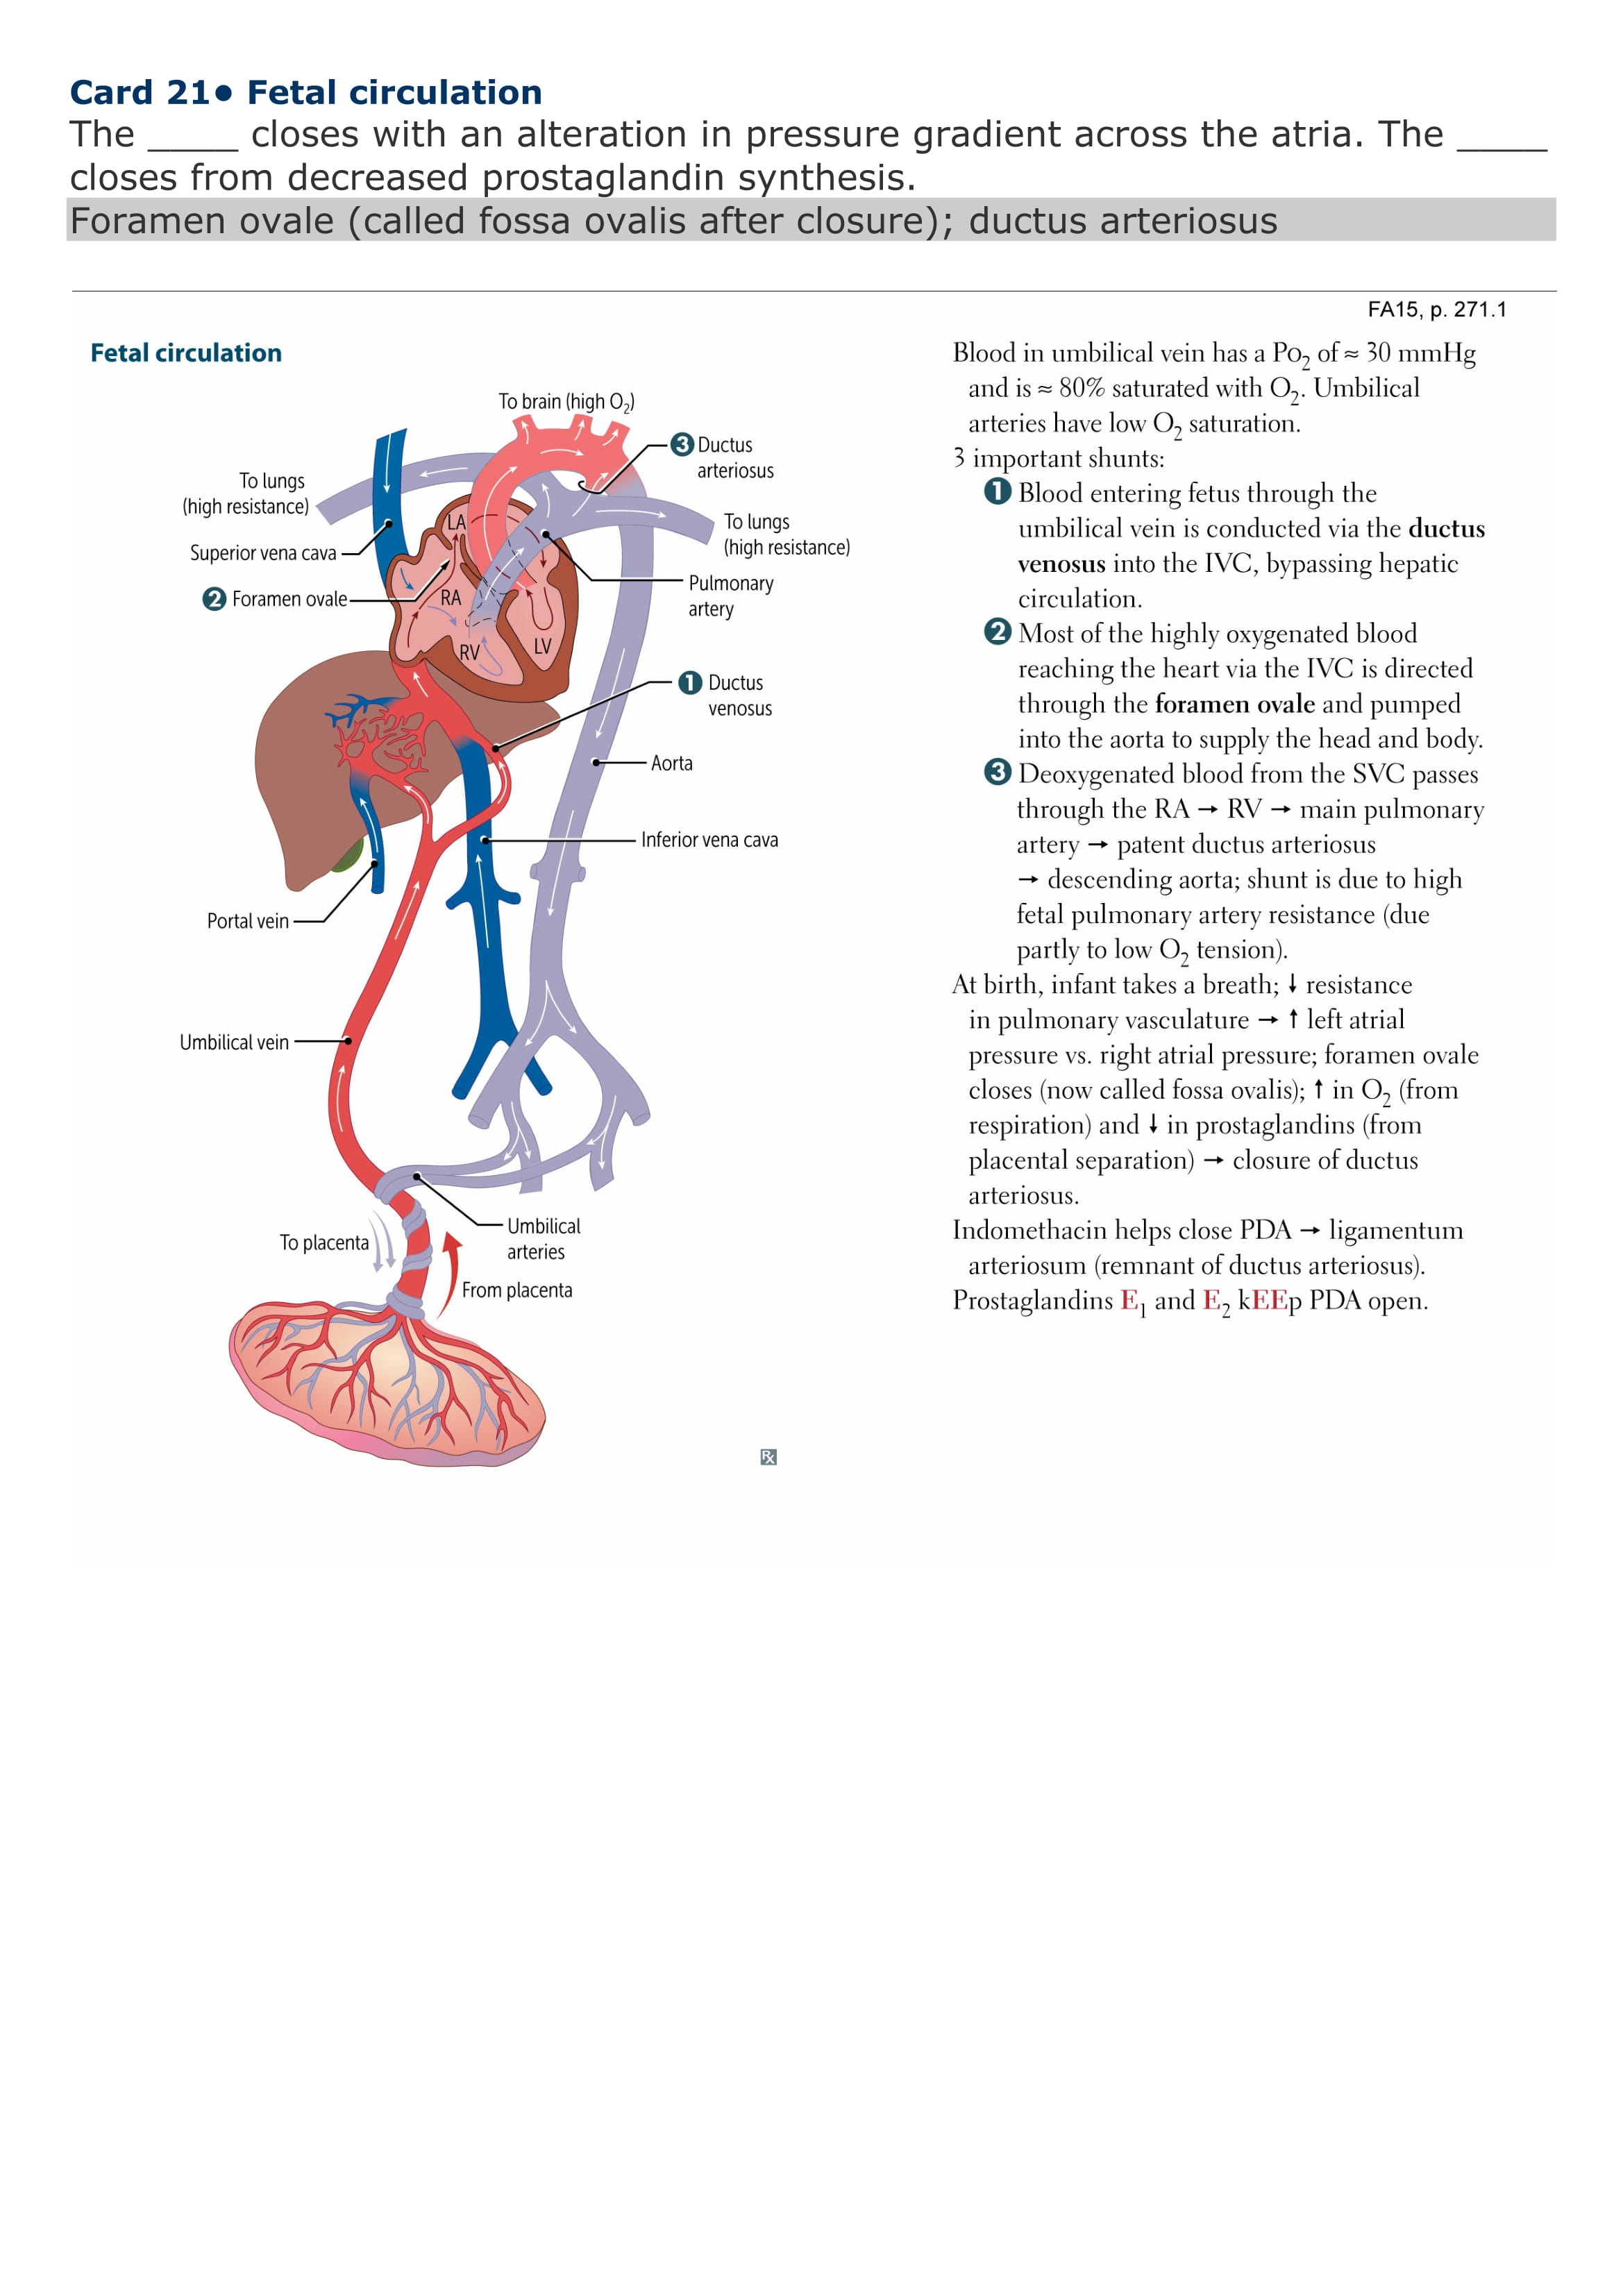 Card 21• Fetal circulation
The _____ closes with an alteration in pressure gradient across the atria. The _____
closes from decreased prostaglandin synthesis.
Foramen ovale (called fossa ovalis after closure); ductus arteriosus
FA15, p. 271.1
Fetal circulation
To brain (high O₂)
3 Ductus
arteriosus
To lungs
(high resistance)
LA
To lungs
(high resistance)
Superior vena cava
Pulmonary
artery
2 Foramen ovale
RA
RV
LV
1 Ductus
venosus
Aorta
Inferior vena cava
Portal vein
Umbilical vein
Umbilical
arteries
To placenta
From placenta
Rx
Blood in umbilical vein has a Po₂ of ≈ 30 mmHg
and is ≈ 80% saturated with O₂. Umbilical
arteries have low O₂ saturation.
3 important shunts:
1 Blood entering fetus through the
umbilical vein is conducted via the ductus
venosus into the IVC, bypassing hepatic
circulation.
2 Most of the highly oxygenated blood
reaching the heart via the IVC is directed
through the foramen ovale and pumped
into the aorta to supply the head and body.
3 Deoxygenated blood from the SVC passes
through the RA → RV → main pulmonary
artery → patent ductus arteriosus
→ descending aorta; shunt is due to high
fetal pulmonary artery resistance (due
partly to low O₂ tension).
At birth, infant takes a breath; ↓ resistance
in pulmonary vasculature → ↑ left atrial
pressure vs. right atrial pressure; foramen ovale
closes (now called fossa ovalis); ↑ in O₂ (from
respiration) and ↓ in prostaglandins (from
placental separation) → closure of ductus
arteriosus.
Indomethacin helps close PDA → ligamentum
arteriosum (remnant of ductus arteriosus).
Prostaglandins E₁ and E₂ kEEp PDA open.